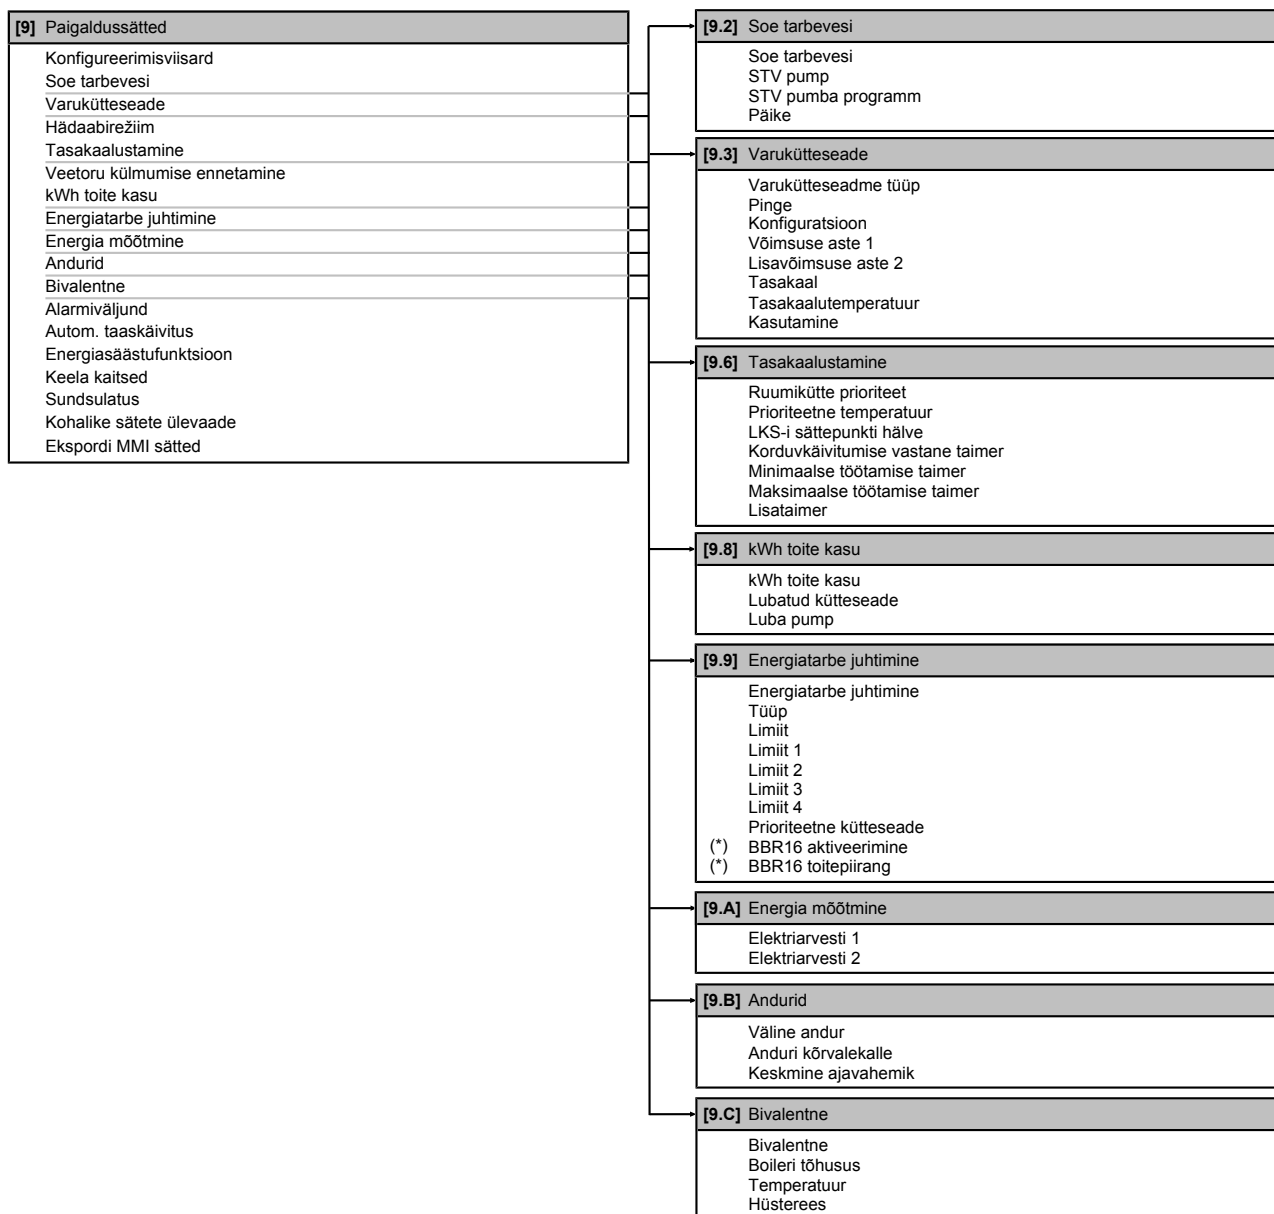 [9] Paigaldussätted
Konfigureerimisviisard
Soe tarbevesi
Varukütteseade
Hädaabirežiim
Tasakaalustamine
Veetoru külmumise ennetamine
kWh toite kasu
Energiatarbe juhtimine
Energia mõõtmine
Andurid
Bivalentne
Alarmiväljund
Autom. taaskäivitus
Energiasäästufunktsioon
Keela kaitsed
Sundsulatus
Kohalike sätete ülevaade
Ekspordi MMI sätted
[9.2] Soe tarbevesi
Soe tarbevesi
STV pump
STV pumba programm
Päike
[9.3] Varukütteseade
Varukütteseadme tüüp
Pinge
Konfiguratsioon
Võimsuse aste 1
Lisavõimsuse aste 2
Tasakaal
Tasakaalutemperatuur
Kasutamine
[9.6] Tasakaalustamine
Ruumikütte prioriteet
Prioriteetne temperatuur
LKS-i sättepunkti hälve
Korduvkäivitumise vastane taimer
Minimaalse töötamise taimer
Maksimaalse töötamise taimer
Lisataimer
[9.8] kWh toite kasu
kWh toite kasu
Lubatud kütteseade
Luba pump
[9.9] Energiatarbe juhtimine
Energiatarbe juhtimine
Tüüp
Limiit
Limiit 1
Limiit 2
Limiit 3
Limiit 4
Prioriteetne kütteseade
(*) BBR16 aktiveerimine
(*) BBR16 toitepiirang
[9.A] Energia mõõtmine
Elektriarvesti 1
Elektriarvesti 2
[9.B] Andurid
Väline andur
Anduri kõrvalekalle
Keskmine ajavahemik
[9.C] Bivalentne
Bivalentne
Boileri tõhusus
Temperatuur
Hüsterees